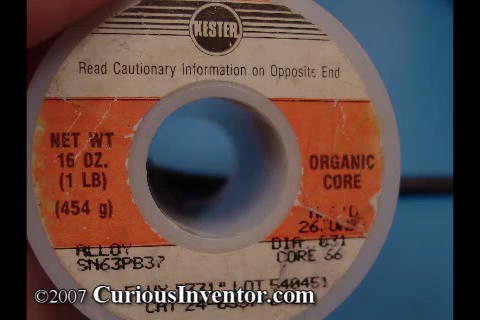 KESTER
Read Cautionary Information on Opposite End
NET WT
16 OZ.
(1 LB)
(454 g)
ORGANIC
CORE
ALLOY
SN63PB37
DIA .031
CORE 66
LOT 540451
©2007 CuriousInventor.com